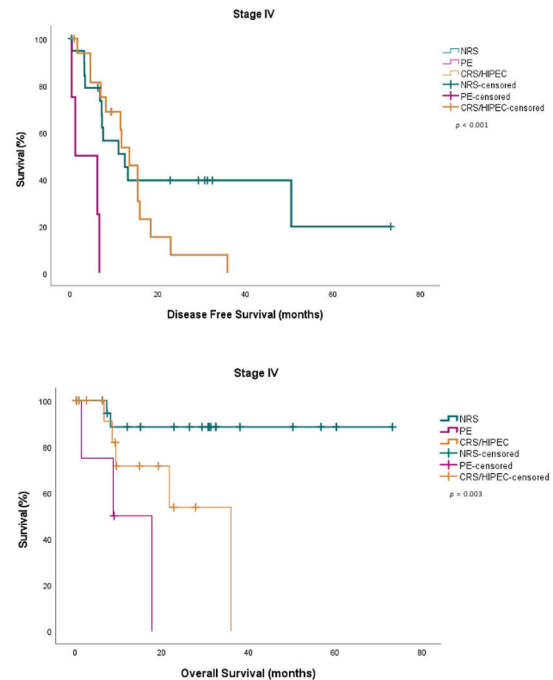 Stage IV
NRS
PE
CRS/HIPEC
NRS-censored
PE-censored
CRS/HIPEC-censored
p < 0.001
Survival (%)
100
80
60
40
20
0
0 20 40 60 80
Disease Free Survival (months)
Stage IV
NRS
PE
CRS/HIPEC
NRS-censored
PE-censored
CRS/HIPEC-censored
p = 0.003
Survival (%)
100
80
60
40
20
0
0 20 40 60 80
Overall Survival (months)